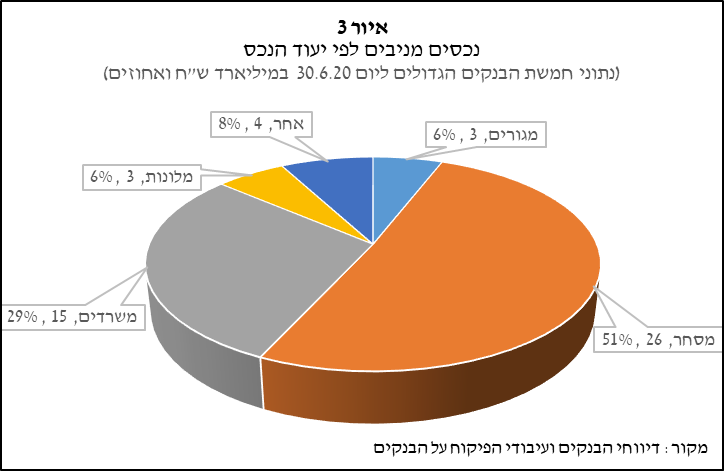 איור 3
נכסים מניבים לפי יעוד הנכס
(נתוני חמשת הבנקים הגדולים ליום 30.6.20 במיליארד ש"ח ואחוזים)
אחר, 4 , 8%
מגורים, 3 , 6%
מלונות, 3 , 6%
משרדים, 15 , 29%
מסחר, 26 , 51%
מקור : דיווחי הבנקים ועיבודי הפיקוח על הבנקים